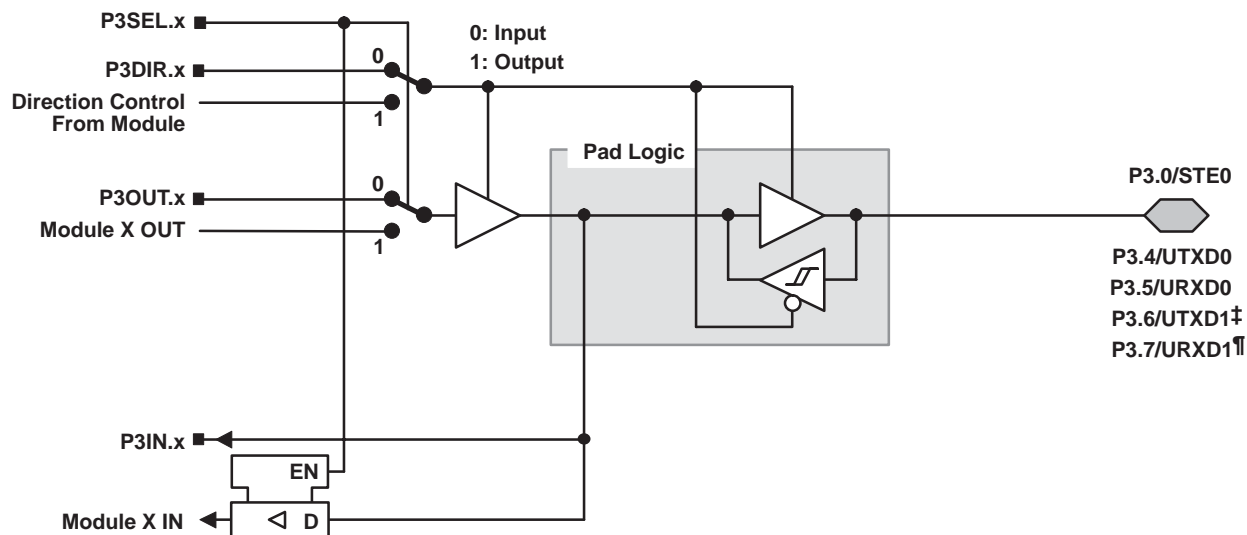 P3SEL.x
0: Input
1: Output
P3DIR.x
0
Direction Control
From Module
1
Pad Logic
P3.0/STE0
P3OUT.x
0
Module X OUT
1
P3.4/UTXD0
P3.5/URXD0
P3.6/UTXD1‡
P3.7/URXD1¶
P3IN.x
EN
Module X IN
D